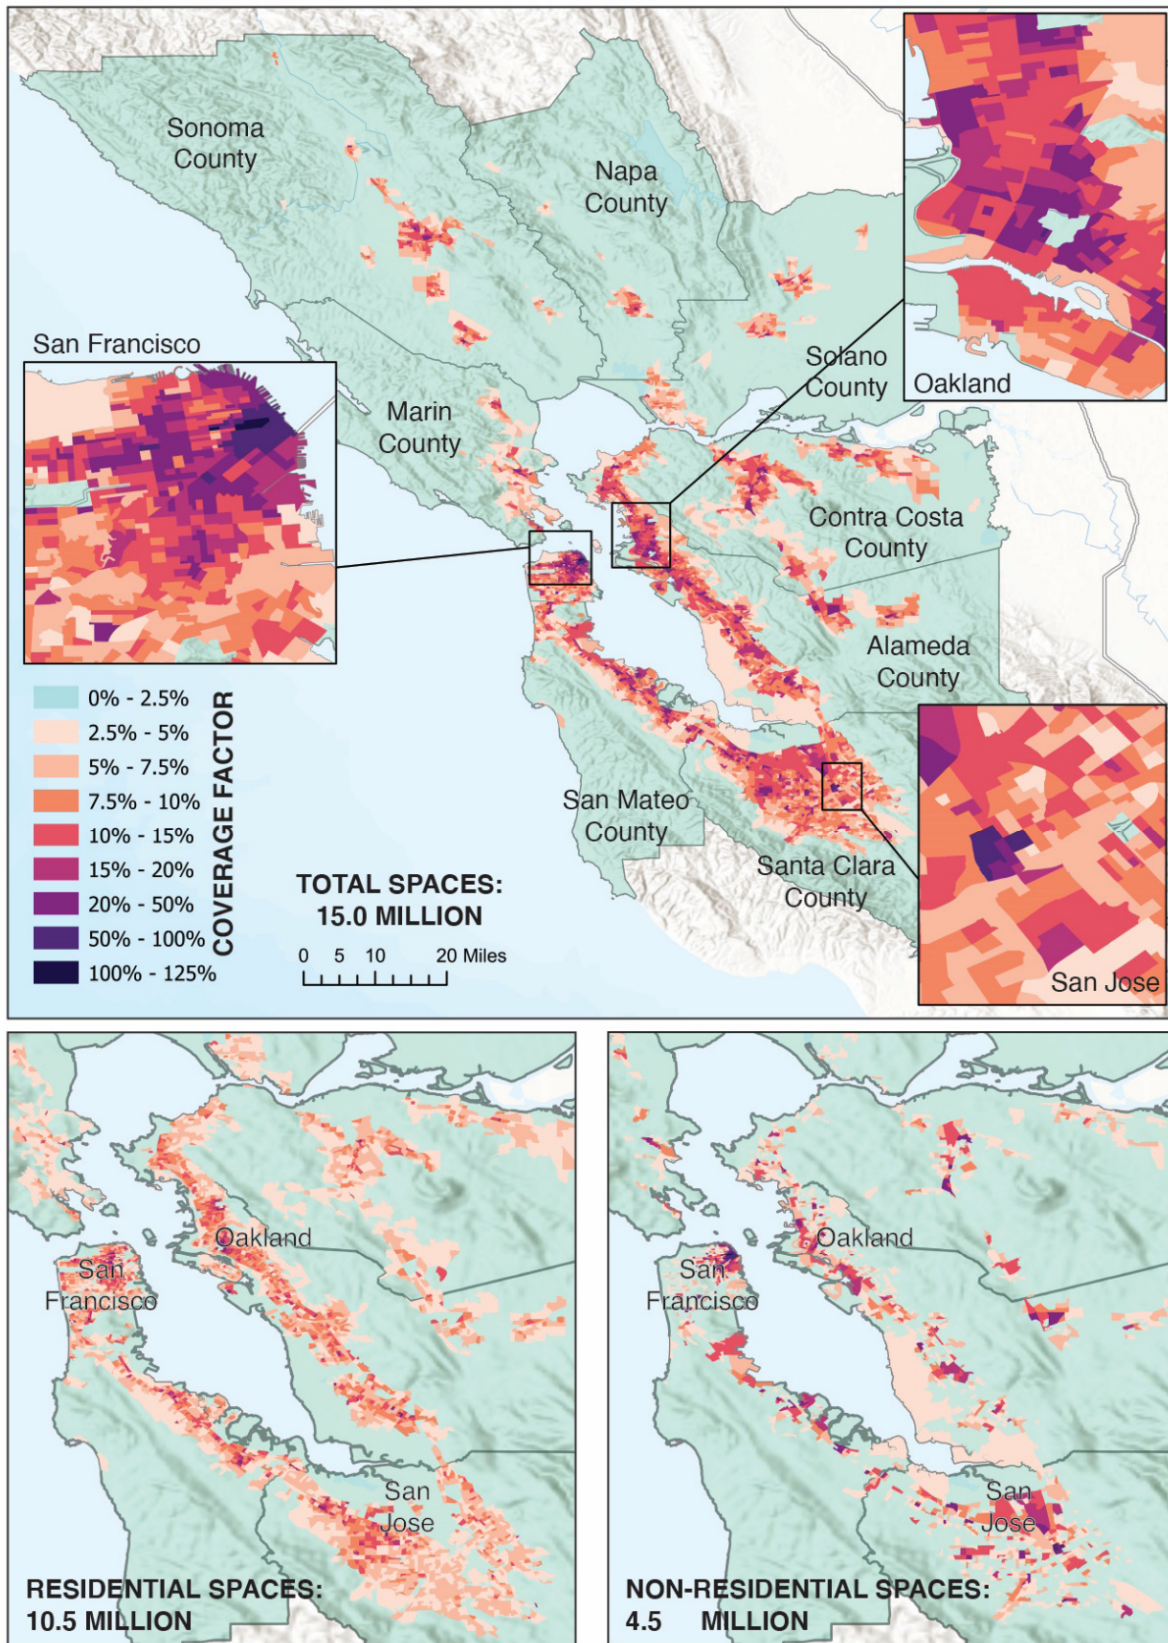 Sonoma
County
Napa
County
San Francisco
Marin
County
Solano
County
Oakland
Contra Costa
County
Alameda
County
0% - 2.5%
2.5% - 5%
5% - 7.5%
7.5% - 10%
10% - 15%
15% - 20%
20% - 50%
50% - 100%
100% - 125%
COVERAGE FACTOR
San Mateo
County
Santa Clara
County
TOTAL SPACES:
15.0 MILLION
0 5 10 20 Miles
San Jose
Oakland
San
Francisco
San
Jose
RESIDENTIAL SPACES:
10.5 MILLION
Oakland
San
Francisco
San
Jose
NON-RESIDENTIAL SPACES:
4.5 MILLION